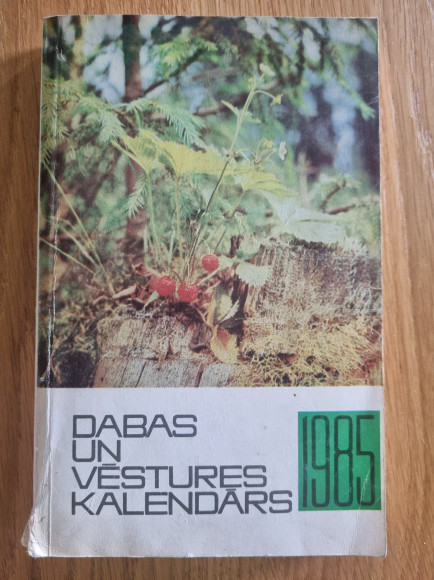 DABAS
UN
VĒSTURES
KALENDĀRS
1985